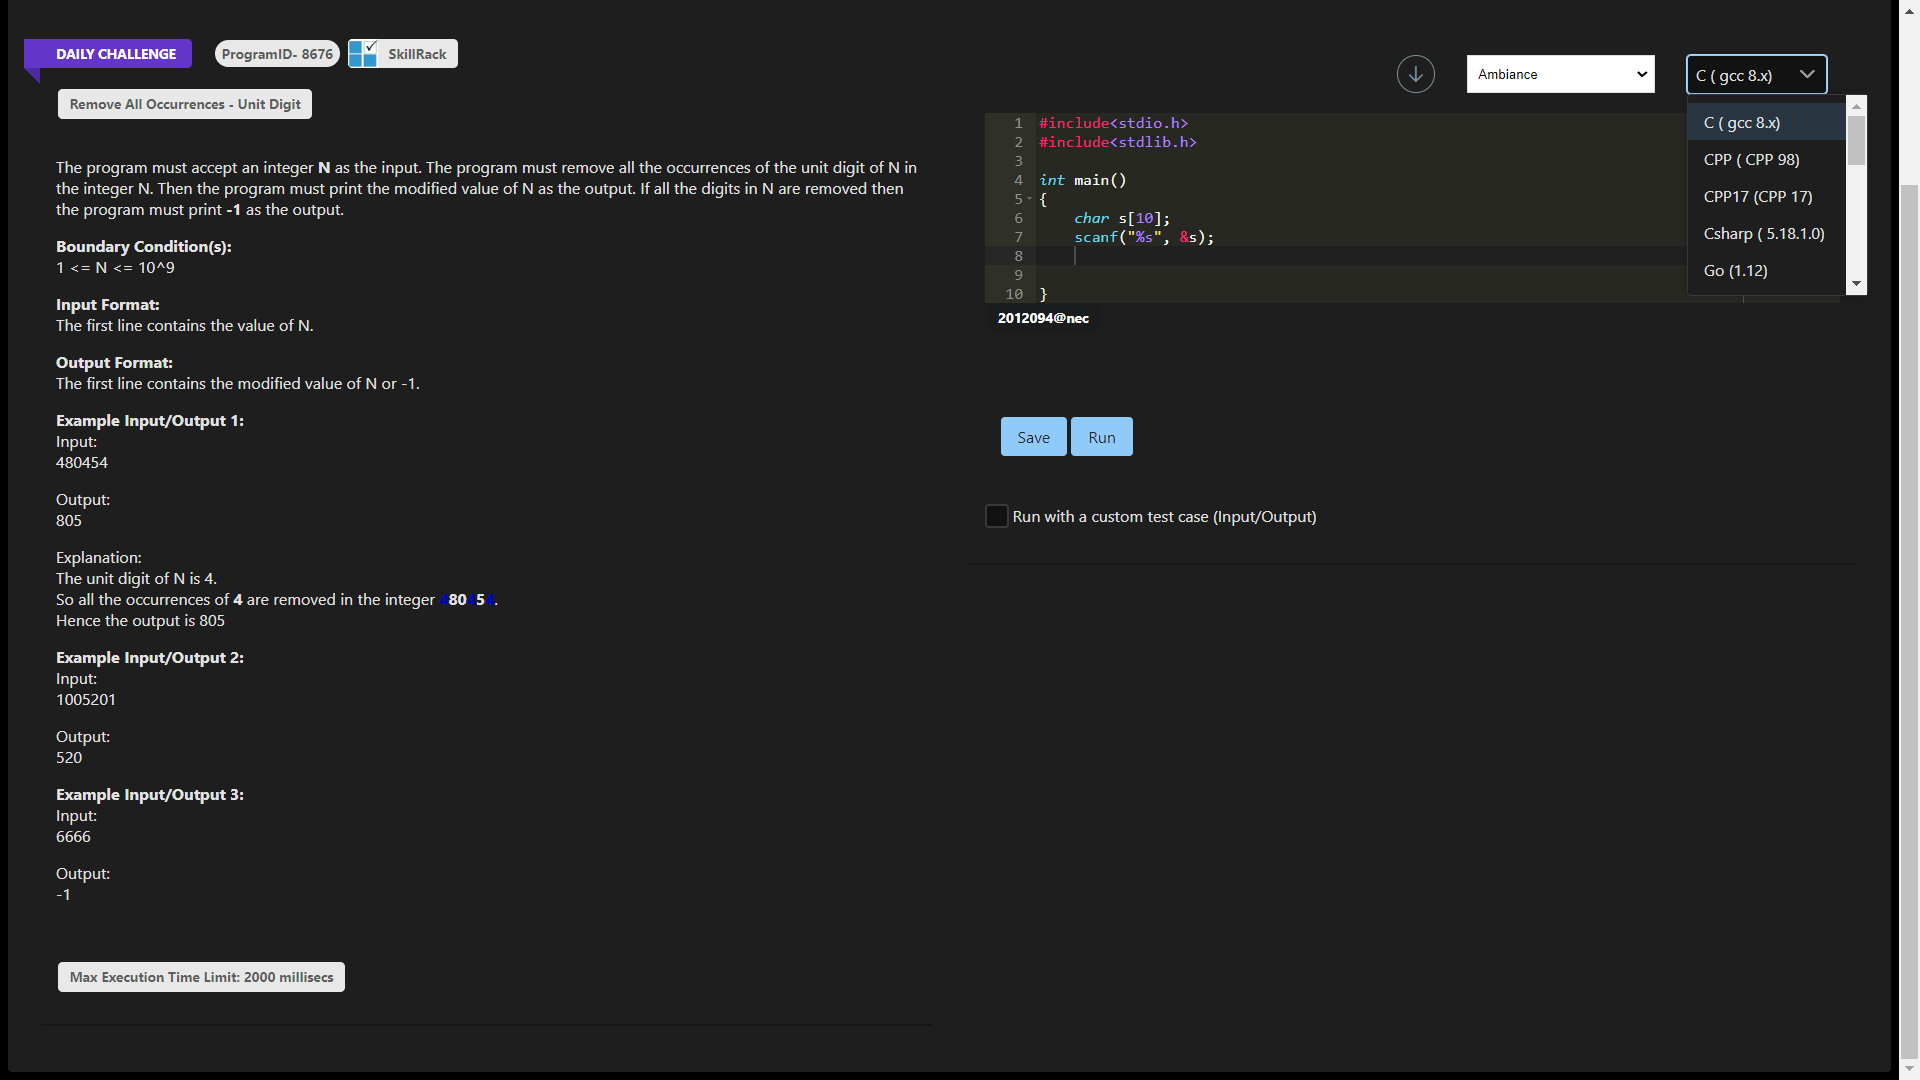 DAILY CHALLENGE
ProgramID- 8676
SkillRack
Remove All Occurrences - Unit Digit
The program must accept an integer N as the input. The program must remove all the occurrences of the unit digit of N in
the integer N. Then the program must print the modified value of N as the output. If all the digits in N are removed then
the program must print -1 as the output.
Boundary Condition(s):
1 <= N <= 10^9
Input Format:
The first line contains the value of N.
Output Format:
The first line contains the modified value of N or -1.
Example Input/Output 1:
Input:
480454
Output:
805
Explanation:
The unit digit of N is 4.
So all the occurrences of 4 are removed in the integer 480454.
Hence the output is 805
Example Input/Output 2:
Input:
1005201
Output:
520
Example Input/Output 3:
Input:
6666
Output:
-1
Max Execution Time Limit: 2000 millisecs
Ambiance
C ( gcc 8.x)
C ( gcc 8.x)
CPP ( CPP 98)
CPP17 (CPP 17)
Csharp ( 5.18.1.0)
Go (1.12)
1 #include<stdio.h>
2 #include<stdlib.h>
3
4 int main()
5 {
6 char s[10];
7 scanf("%s", &s);
8
9
10 }
2012094@nec
Save
Run
Run with a custom test case (Input/Output)